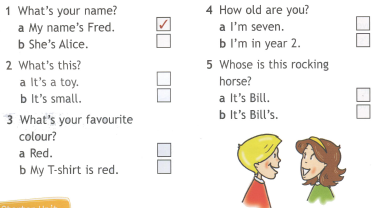 1 What's your name?
a My name's Fred.
b She's Alice.
2 What's this?
a It's a toy.
b It's small.
3 What's your favourite
colour?
a Red.
b My T-shirt is red.
4 How old are you?
a I'm seven.
b I'm in year 2.
5 Whose is this rocking
horse?
a It's Bill.
b It's Bill's.